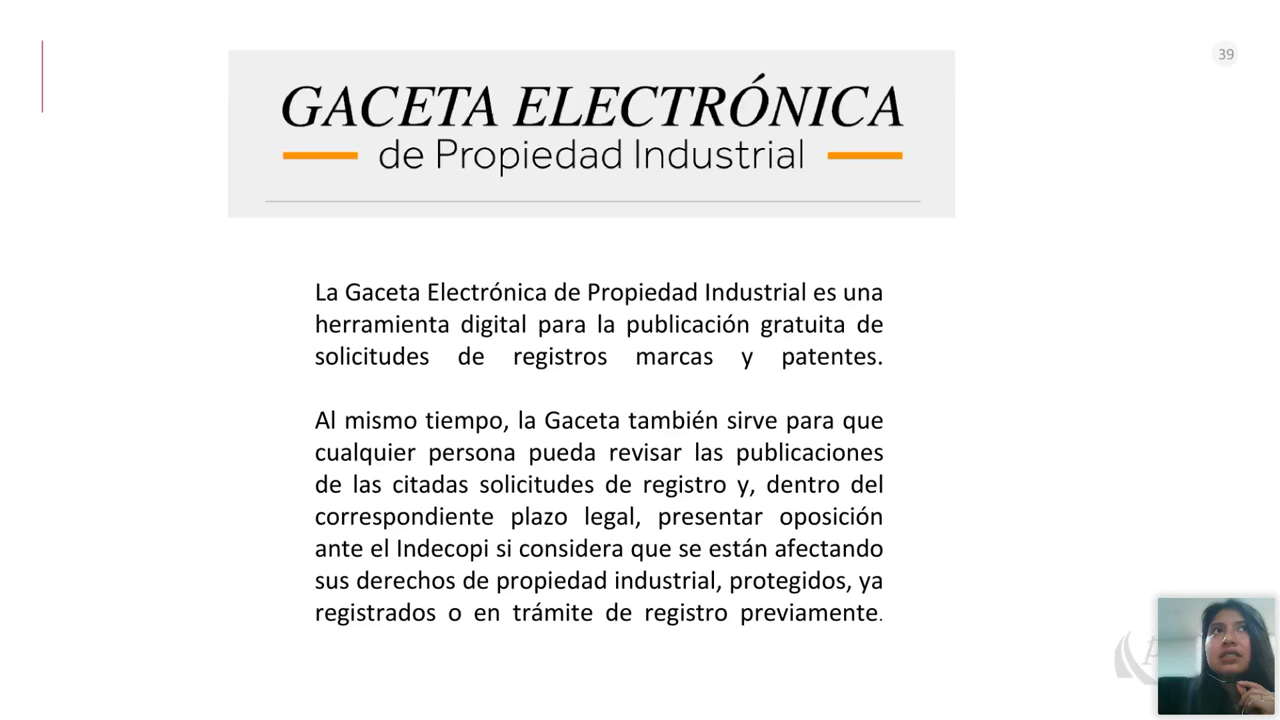 39
GACETA ELECTRÓNICA
de Propiedad Industrial
La Gaceta Electrónica de Propiedad Industrial es una
herramienta digital para la publicación gratuita de
solicitudes de registros marcas y patentes.
Al mismo tiempo, la Gaceta también sirve para que
cualquier persona pueda revisar las publicaciones
de las citadas solicitudes de registro y, dentro del
correspondiente plazo legal, presentar oposición
ante el Indecopi si considera que se están afectando
sus derechos de propiedad industrial, protegidos, ya
registrados o en trámite de registro previamente.